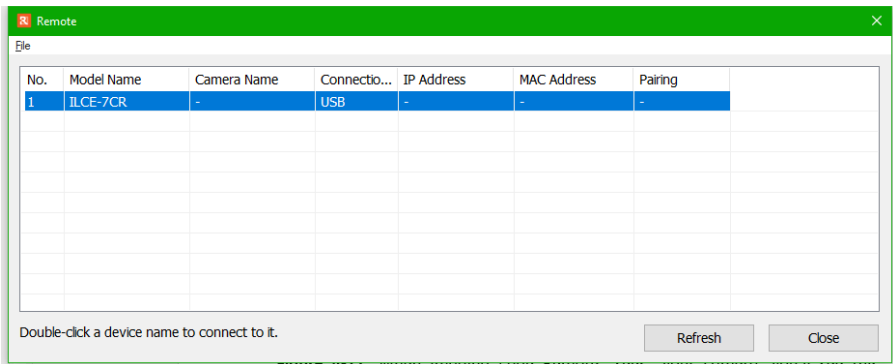 R Remote
File
No. Model Name Camera Name Connectio... IP Address MAC Address Pairing
1 ILCE-7CR - USB - - -
Double-click a device name to connect to it.
Refresh Close